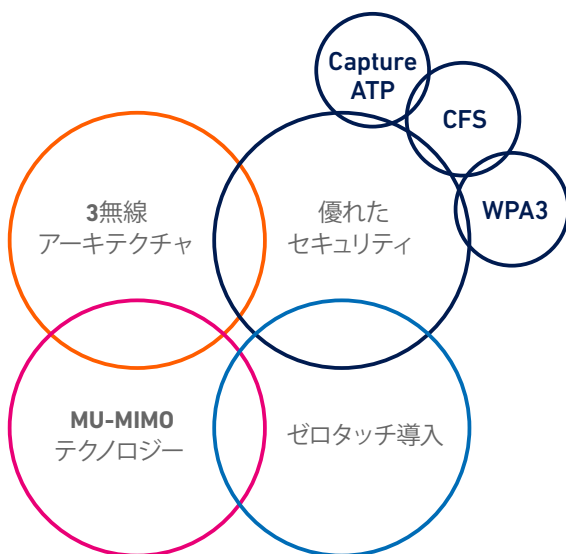 Capture
ATP
CFS
WPA3
3無線
アーキテクチャ
優れた
セキュリティ
MU-MIMO
テクノロジー
ゼロタッチ導入